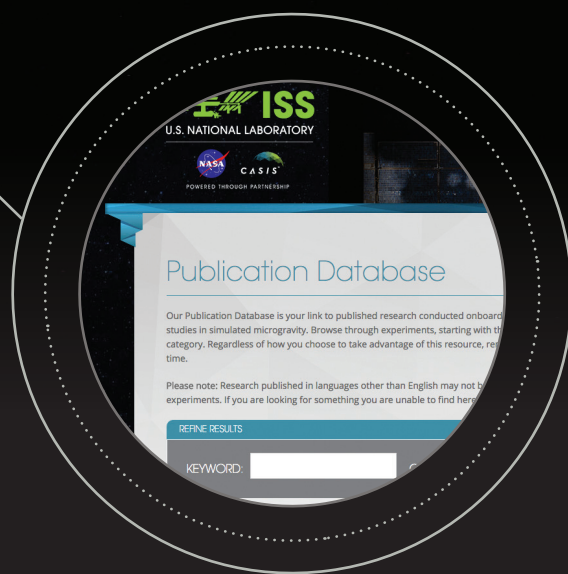 ISS
U.S. NATIONAL LABORATORY
NASA
CASIS
POWERED THROUGH PARTNERSHIP
Publication Database
Our Publication Database is your link to published research conducted onboard
studies in simulated microgravity. Browse through experiments, starting with th
category. Regardless of how you choose to take advantage of this resource, re
time.
Please note: Research published in languages other than English may not b
experiments. If you are looking for something you are unable to find here
REFINE RESULTS
KEYWORD: